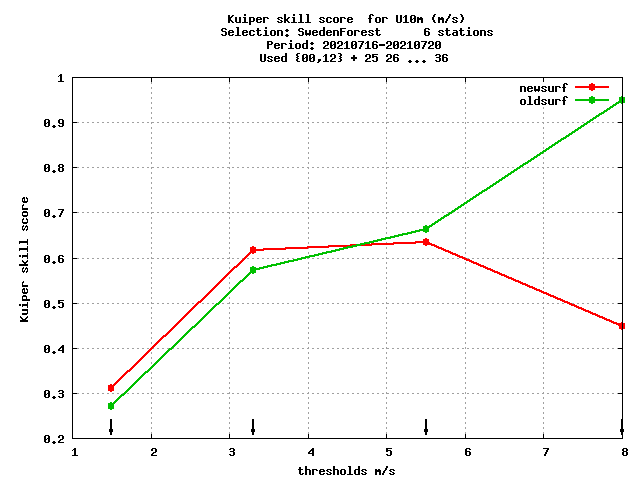 Kuiper skill score  for U10m (m/s)
Selection: SwedenForest      6 stations
Period: 20210716-20210720
Used {00,12} + 25 26 ... 36
newsurf
oldsurf
1
0.9
0.8
0.7
0.6
0.5
0.4
0.3
0.2
Kuiper skill score
1 2 3 4 5 6 7 8
thresholds m/s